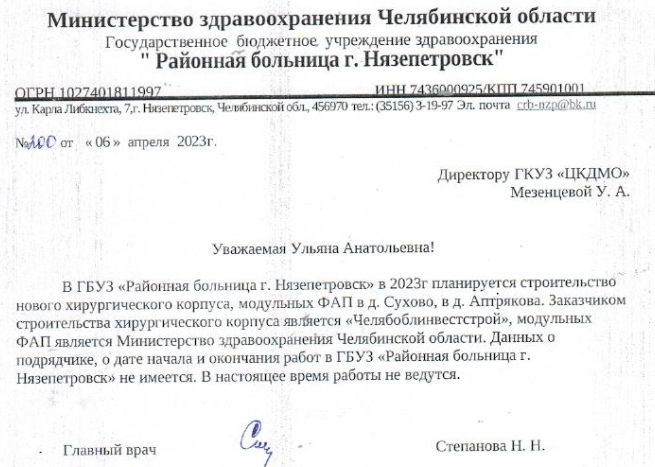 Министерство здравоохранения Челябинской области
Государственное бюджетное учреждение здравоохранения
" Районная больница г. Нязепетровск"
ОГРН 1027401811997 ИНН 7436000925/КПП 745901001
ул. Карла Либкнехта, 7,г. Нязепетровск, Челябинской обл., 456970 тел.: (35156) 3-19-97 Эл. почта crb-nzp@bk.ru
№200 от « 06 » апреля 2023г.
Директору ГКУЗ «ЦКДМО»
Мезенцевой У. А.
Уважаемая Ульяна Анатольевна!
В ГБУЗ «Районная больница г. Нязепетровск» в 2023г планируется строительство
нового хирургического корпуса, модульных ФАП в д. Сухово, в д. Аптрякова. Заказчиком
строительства хирургического корпуса является «Челябоблинвестстрой», модульных
ФАП является Министерство здравоохранения Челябинской области. Данных о
подрядчике, о дате начала и окончания работ в ГБУЗ «Районная больница г.
Нязепетровск» не имеется. В настоящее время работы не ведутся.
Главный врач Степанова Н. Н.